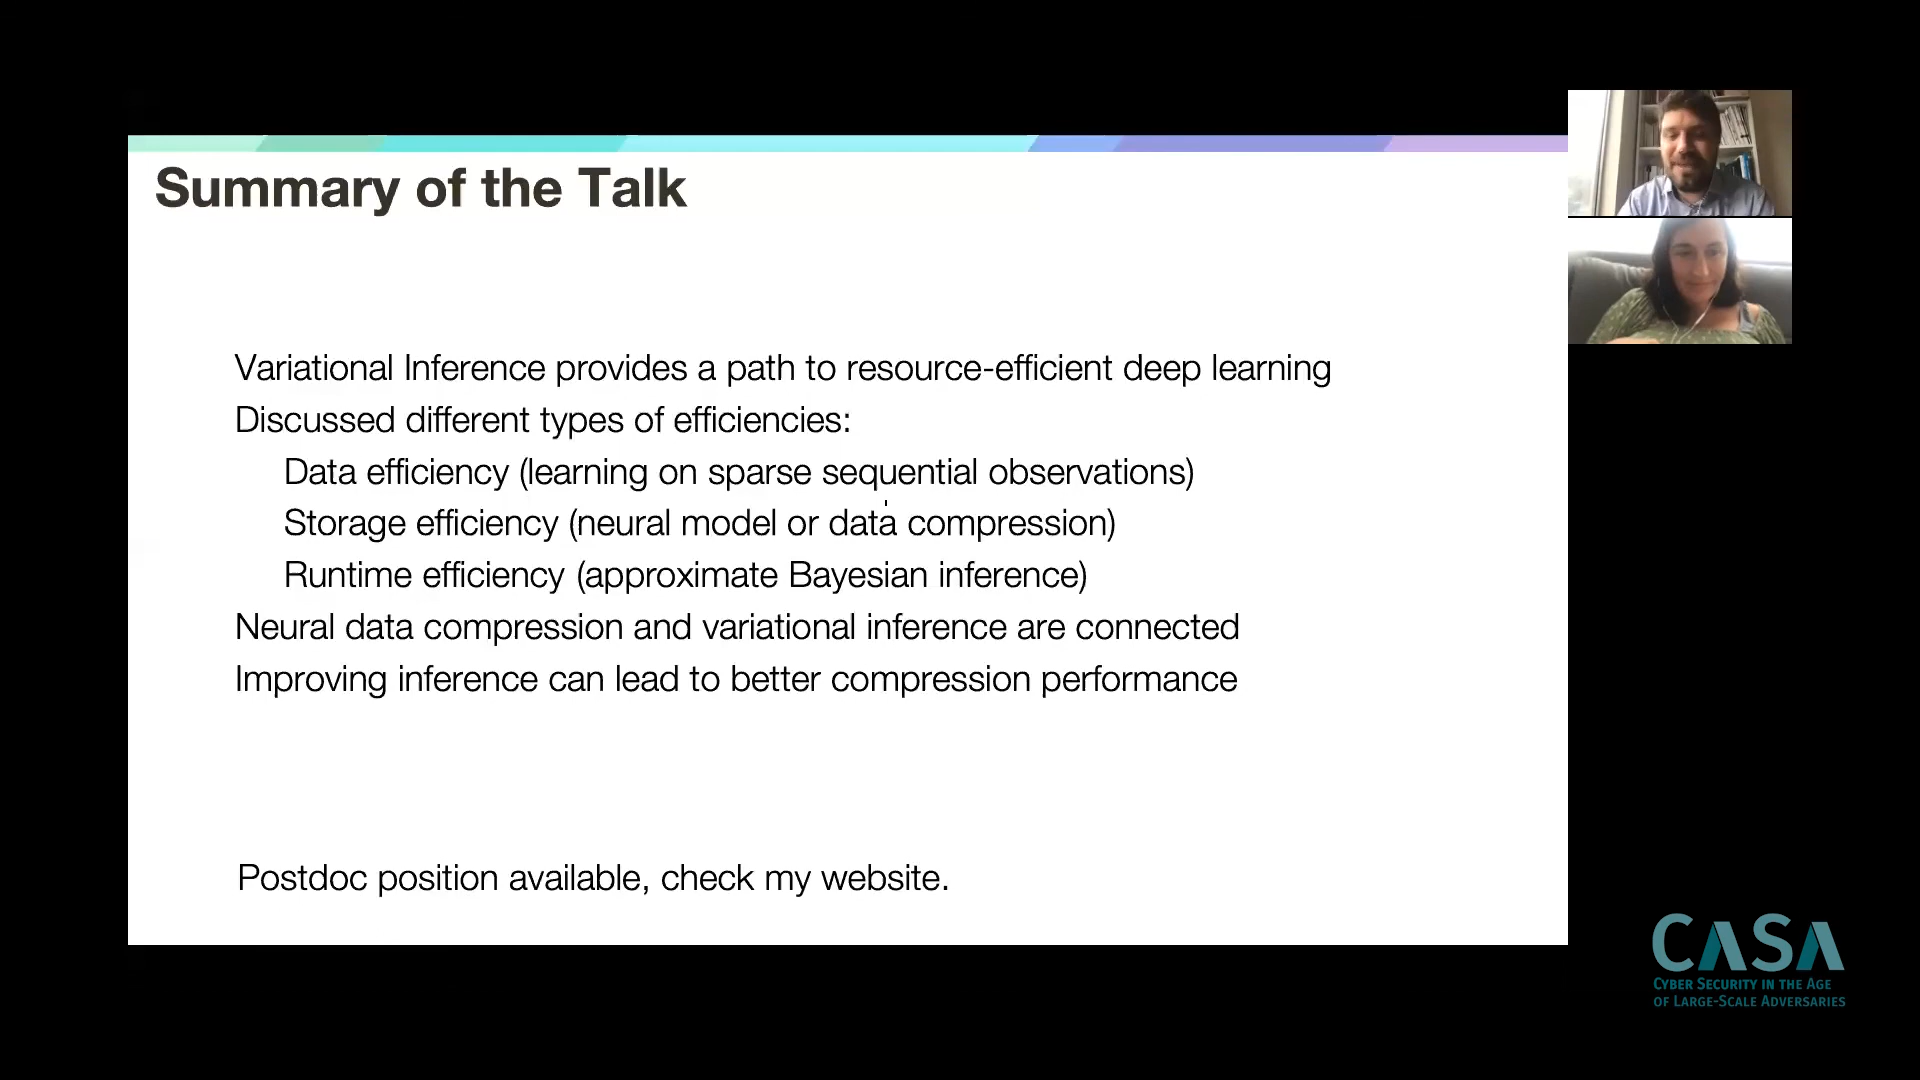 Summary of the Talk
Variational Inference provides a path to resource-efficient deep learning
Discussed different types of efficiencies:
Data efficiency (learning on sparse sequential observations)
Storage efficiency (neural model or data compression)
Runtime efficiency (approximate Bayesian inference)
Neural data compression and variational inference are connected
Improving inference can lead to better compression performance
Postdoc position available, check my website.
CASA
Cyber Security in the Age
of Large-Scale Adversaries